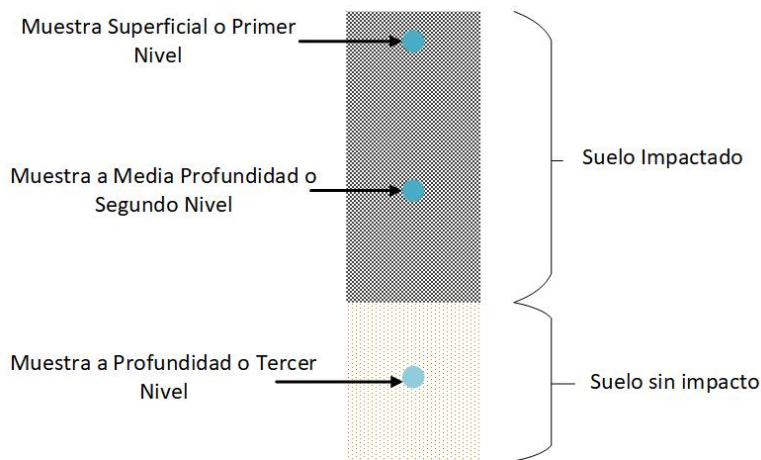 Muestra Superficial o Primer
Nivel
Muestra a Media Profundidad o
Segundo Nivel
Muestra a Profundidad o Tercer
Nivel
Suelo Impactado
Suelo sin impacto